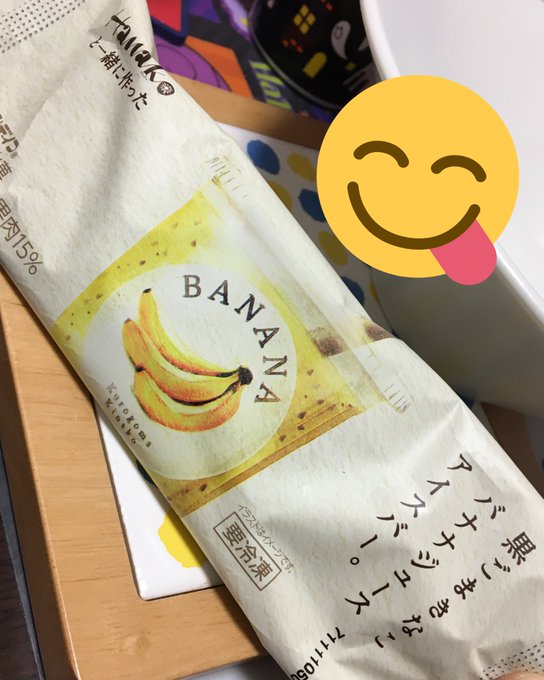 Hanako
と一緒に作った
果肉15%
BANANA
Kurogoma
Kinako
イラストはイメージです。
要冷凍
黒ごまきなこ
バナナジュース
アイスバー。